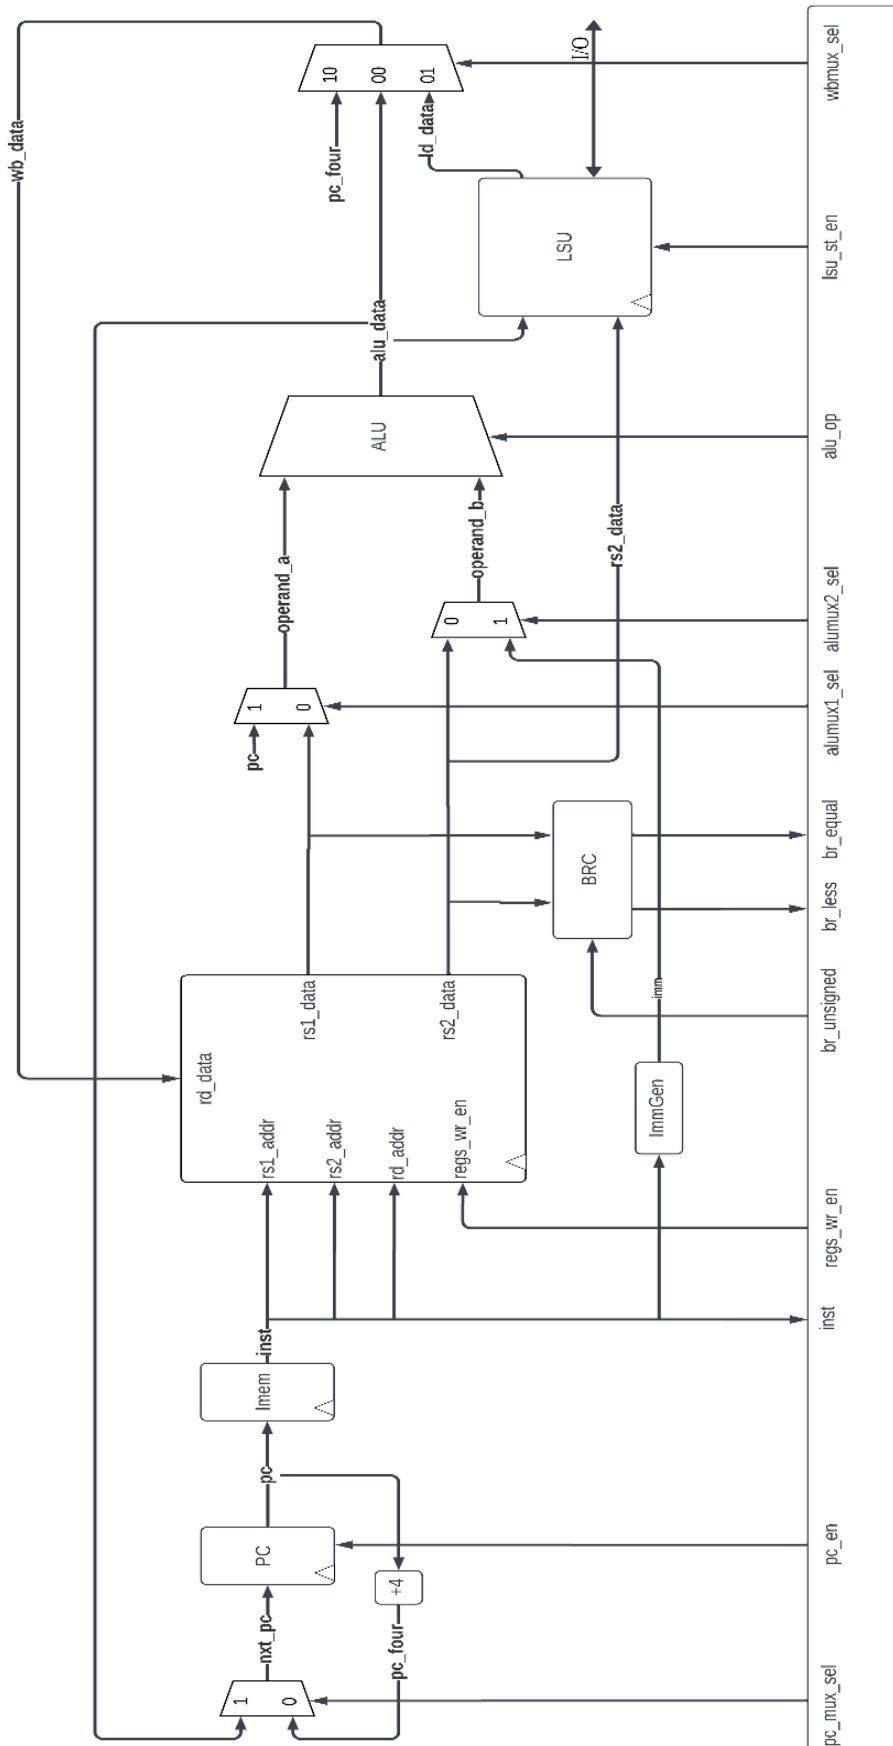 pc_mux_sel
pc_en
inst
regs_wr_en
br_unsigned
br_less
br_equal
alumux1_sel
alumux2_sel
alu_op
lsu_st_en
wbmux_sel
1
0
nxt_pc
PC
pc
+4
pc_four
Imem
inst
rs1_addr
rs2_addr
rd_addr
regs_wr_en
rd_data
rs1_data
rs2_data
ImmGen
imm
BRC
pc
1
0
operand_a
0
1
operand_b
rs2_data
ALU
alu_data
LSU
I/O
ld_data
pc_four
10
00
01
wb_data